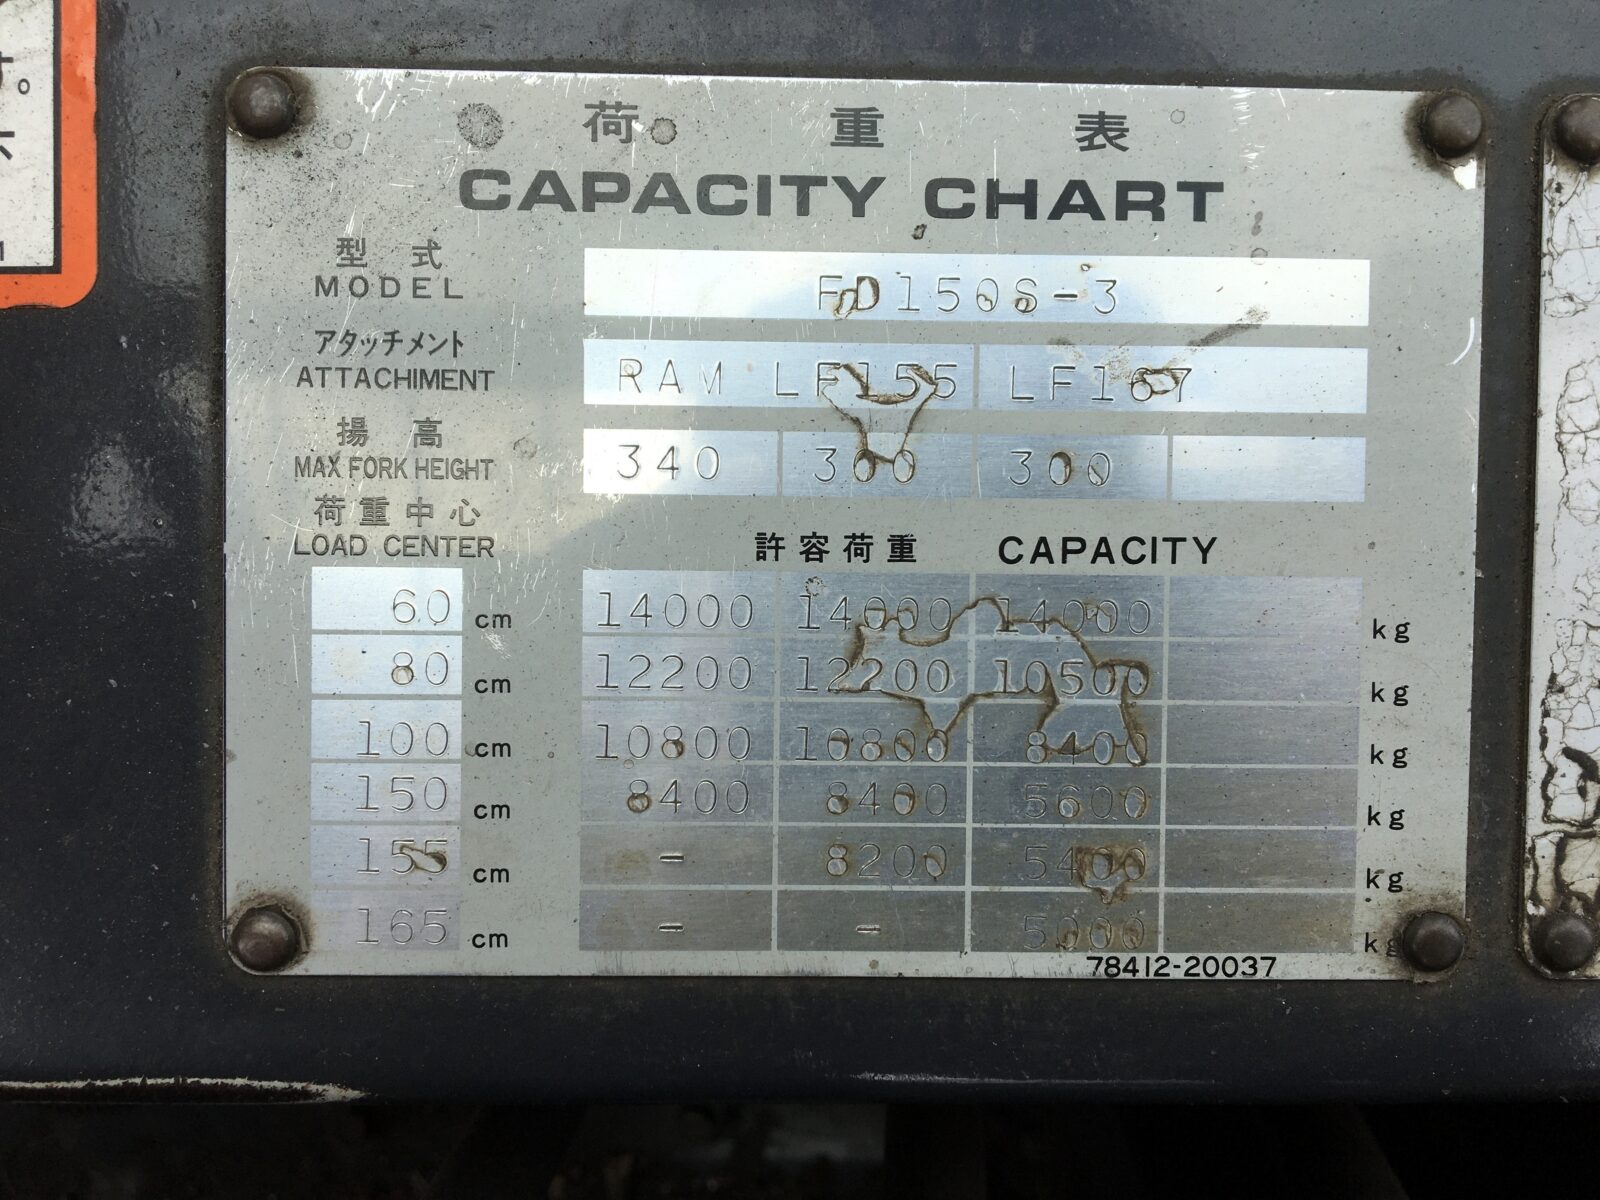 す。
荷重表
CAPACITY CHART
型式
MODEL FD150S-3
アタッチメント
ATTACHIMENT RAM LF155 LF167
揚高
MAX FORK HEIGHT 340 300 300
荷重中心
LOAD CENTER 許容荷重 CAPACITY
60 cm 14000 14000 14000 kg
80 cm 12200 12200 10500 kg
100 cm 10800 10800 8400 kg
150 cm 8400 8400 5600 kg
155 cm - 8200 5400 kg
165 cm - - 5000 kg
78412-20037